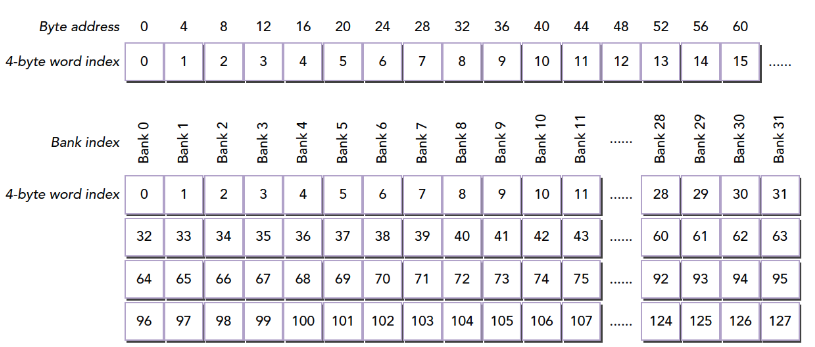 Byte address 0 4 8 12 16 20 24 28 32 36 40 44 48 52 56 60
4-byte word index 0 1 2 3 4 5 6 7 8 9 10 11 12 13 14 15 ......
Bank index Bank 0 Bank 1 Bank 2 Bank 3 Bank 4 Bank 5 Bank 6 Bank 7 Bank 8 Bank 9 Bank 10 Bank 11 ...... Bank 28 Bank 29 Bank 30 Bank 31
4-byte word index 0 1 2 3 4 5 6 7 8 9 10 11 ...... 28 29 30 31
32 33 34 35 36 37 38 39 40 41 42 43 ...... 60 61 62 63
64 65 66 67 68 69 70 71 72 73 74 75 ...... 92 93 94 95
96 97 98 99 100 101 102 103 104 105 106 107 ...... 124 125 126 127